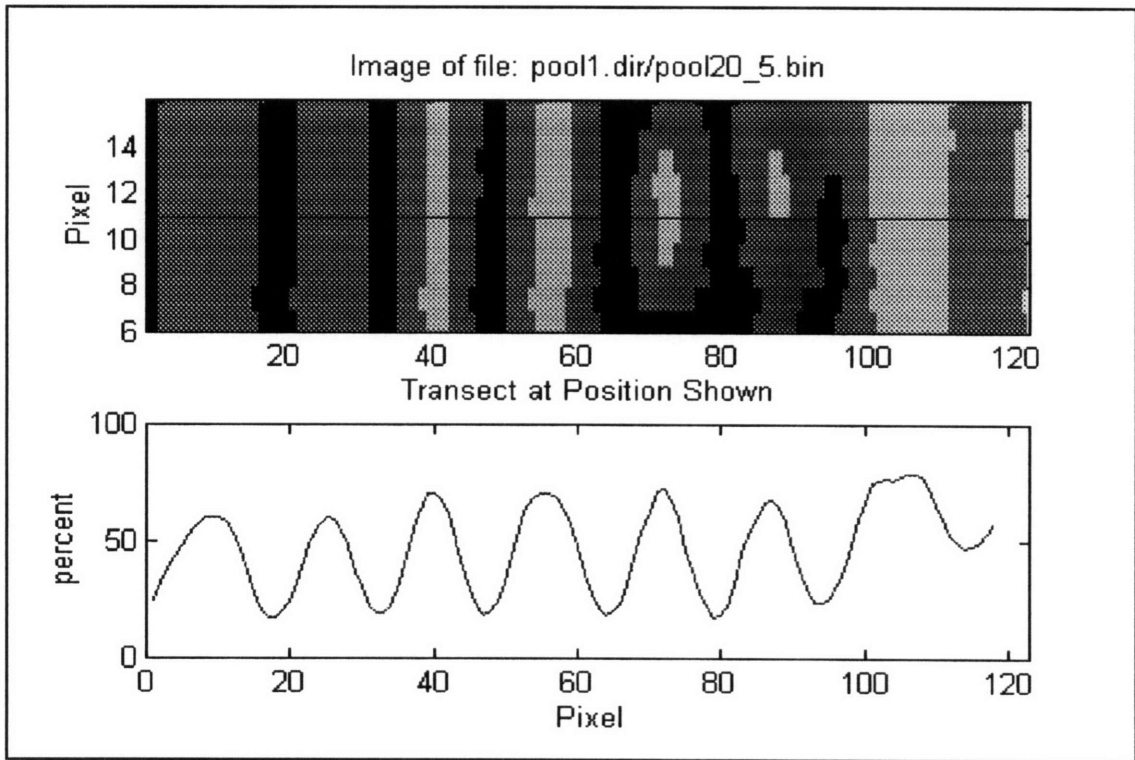 Image of file: pool1.dir/pool20_5.bin
Pixel
14
12
10
8
6
20 40 60 80 100 120
Transect at Position Shown
percent
100
50
0
0 20 40 60 80 100 120
Pixel